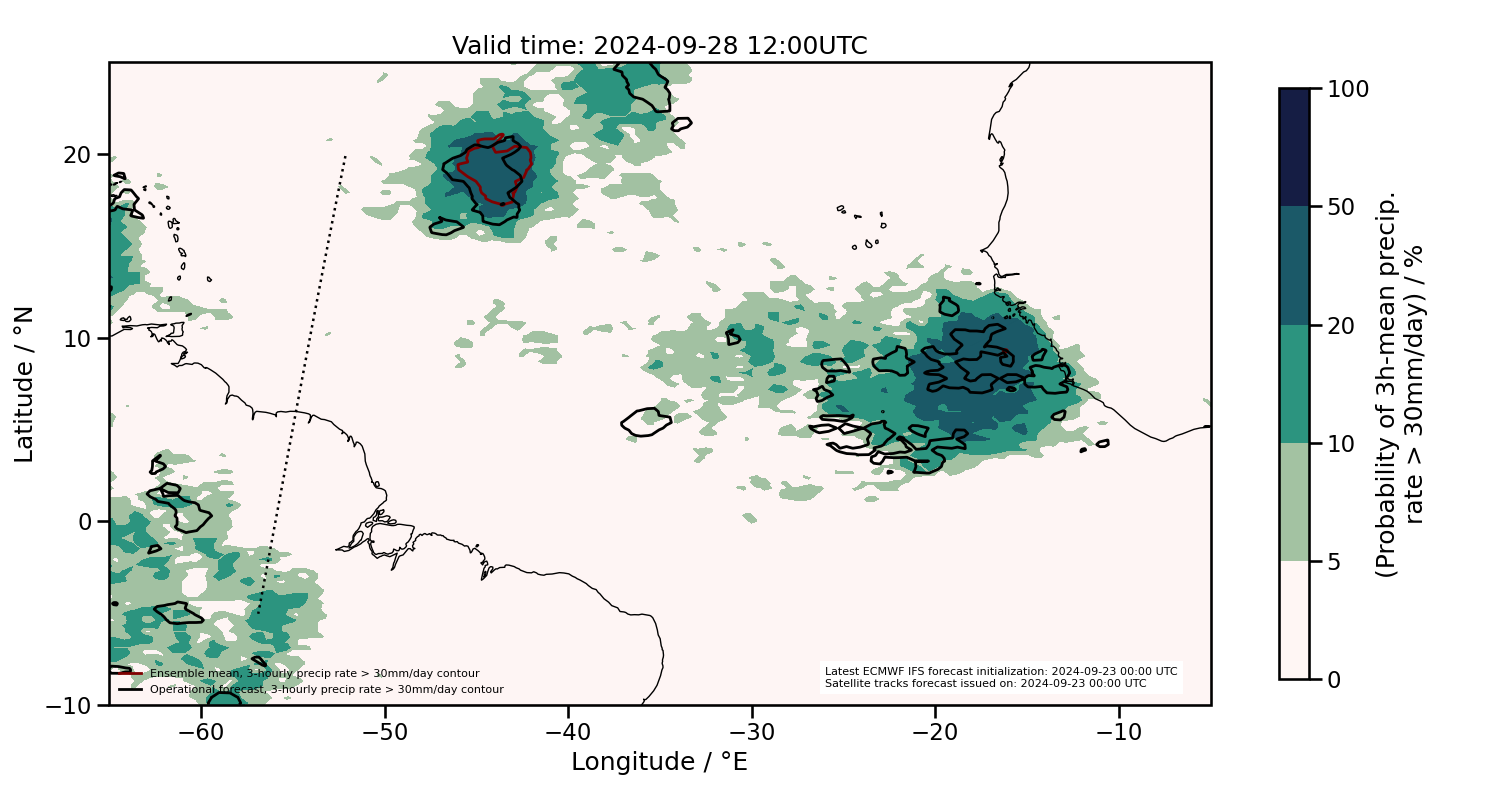 Valid time: 2024-09-28 12:00UTC
Latitude / °N
20
10
0
−10
−60
−50
−40
−30
−20
−10
Longitude / °E
Ensemble mean, 3-hourly precip rate > 30mm/day contour
Operational forecast, 3-hourly precip rate > 30mm/day contour
Latest ECMWF IFS forecast initialization: 2024-09-23 00:00 UTC
Satellite tracks forecast issued on: 2024-09-23 00:00 UTC
100
50
20
10
5
0
(Probability of 3h-mean precip.
rate > 30mm/day) / %